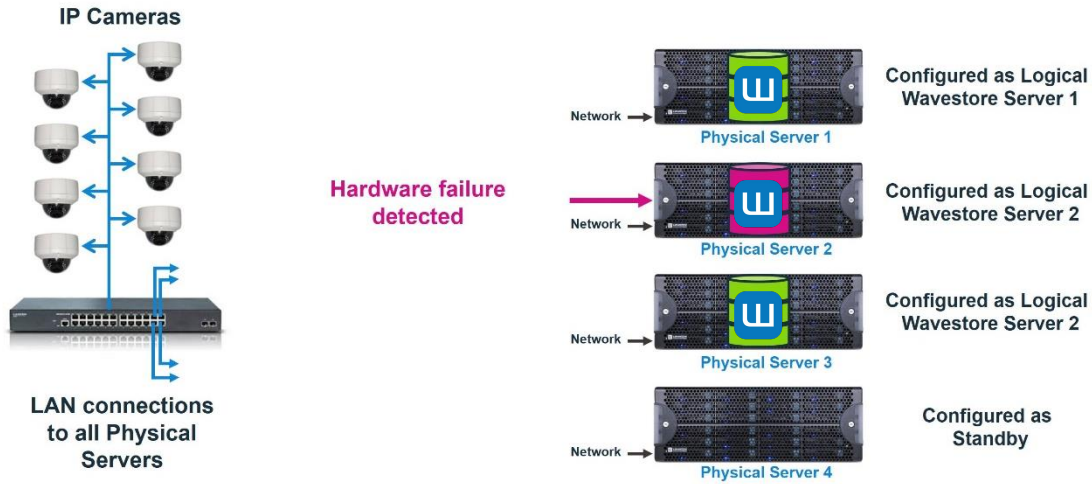 IP Cameras
LAN connections
to all Physical
Servers
Hardware failure
detected
Network
Physical Server 1
Configured as Logical
Wavestore Server 1
Network
Physical Server 2
Configured as Logical
Wavestore Server 2
Network
Physical Server 3
Configured as Logical
Wavestore Server 2
Network
Physical Server 4
Configured as
Standby